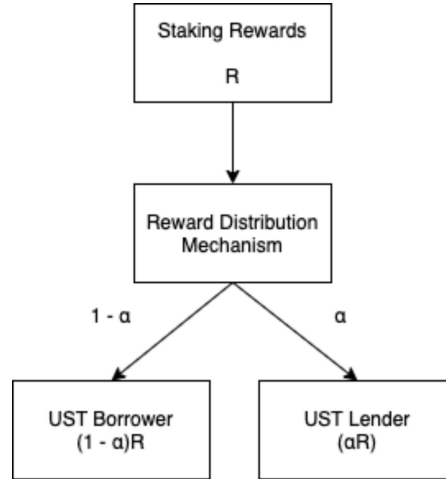 Staking Rewards
R
Reward Distribution
Mechanism
1 - α
α
UST Borrower
(1 - α)R
UST Lender
(αR)